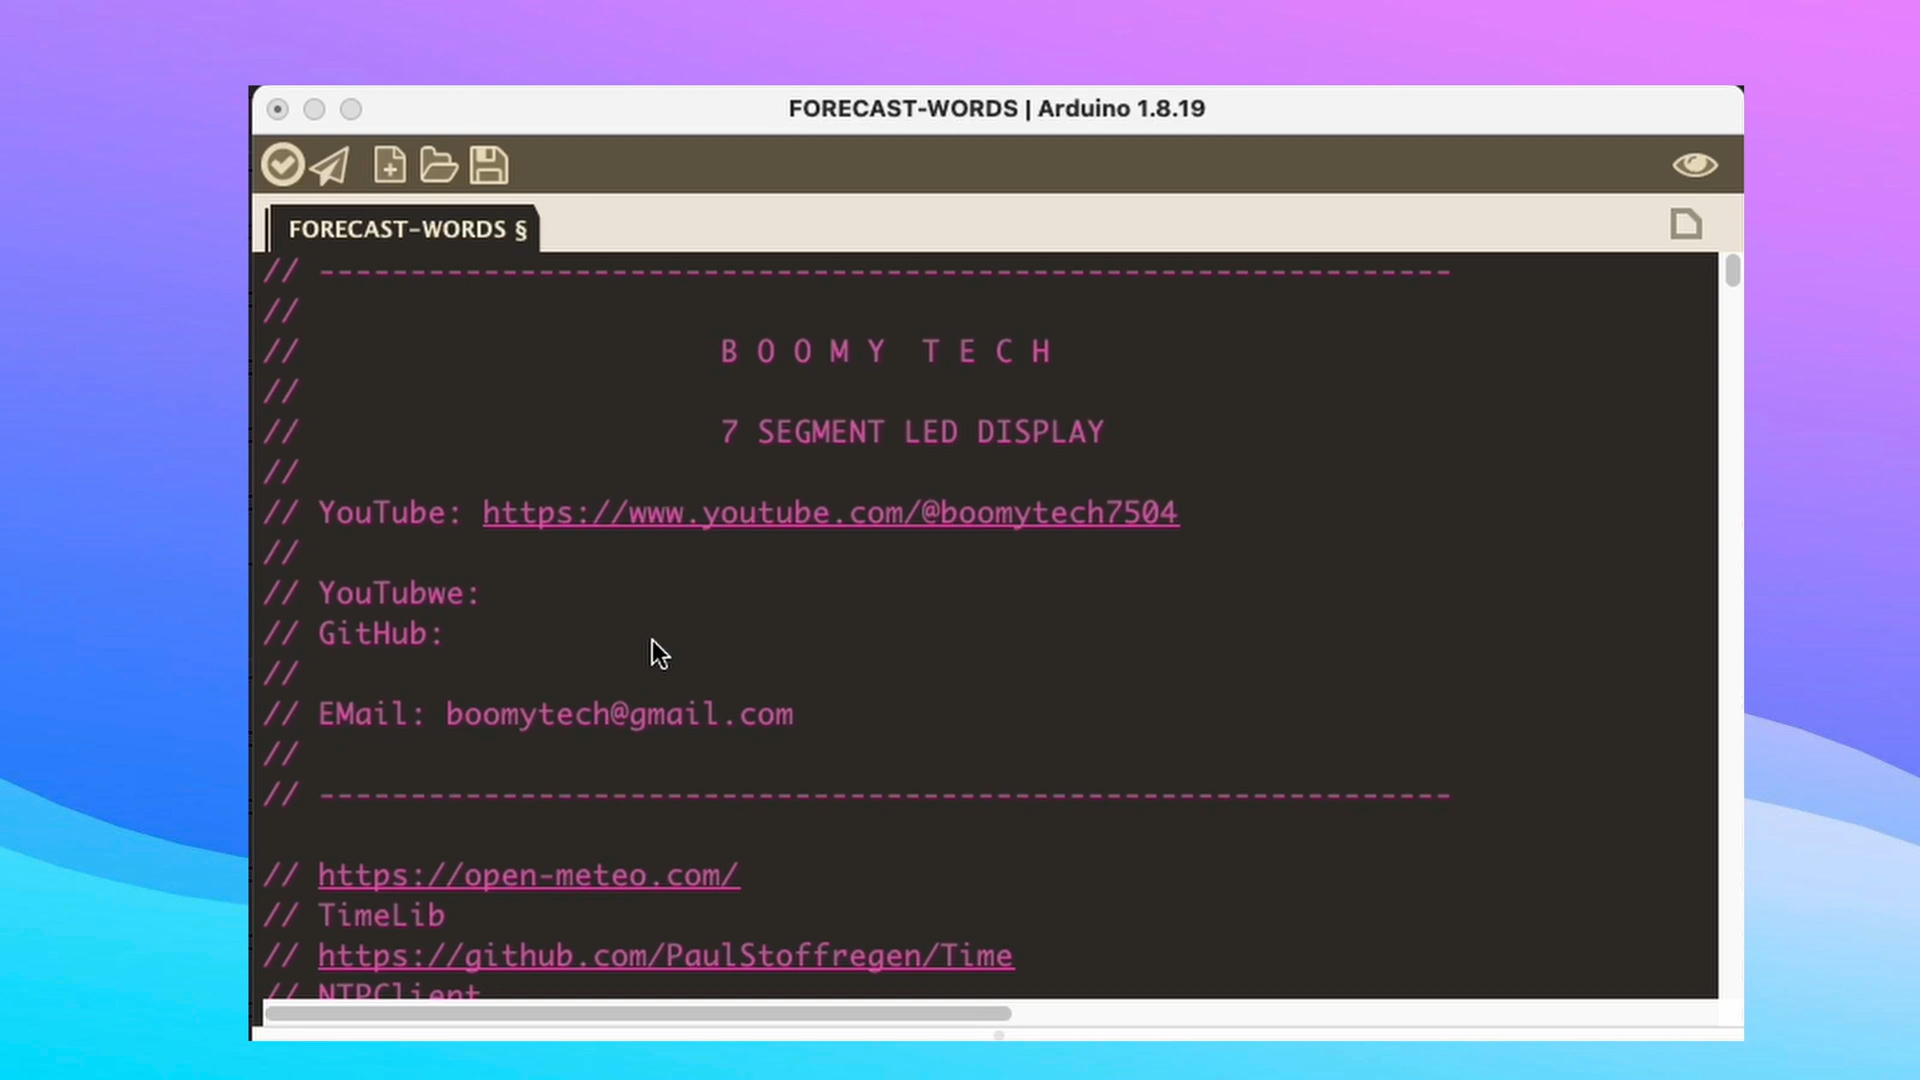 FORECAST-WORDS | Arduino 1.8.19
FORECAST-WORDS §
// --------------------------------------------------------------
//
// B O O M Y  T E C H
//
// 7 SEGMENT LED DISPLAY
//
// YouTube: https://www.youtube.com/@boomytech7504
//
// YouTubwe:
// GitHub:
//
// EMail: boomytech@gmail.com
//
// --------------------------------------------------------------
// https://open-meteo.com/
// TimeLib
// https://github.com/PaulStoffregen/Time
// NTPClient